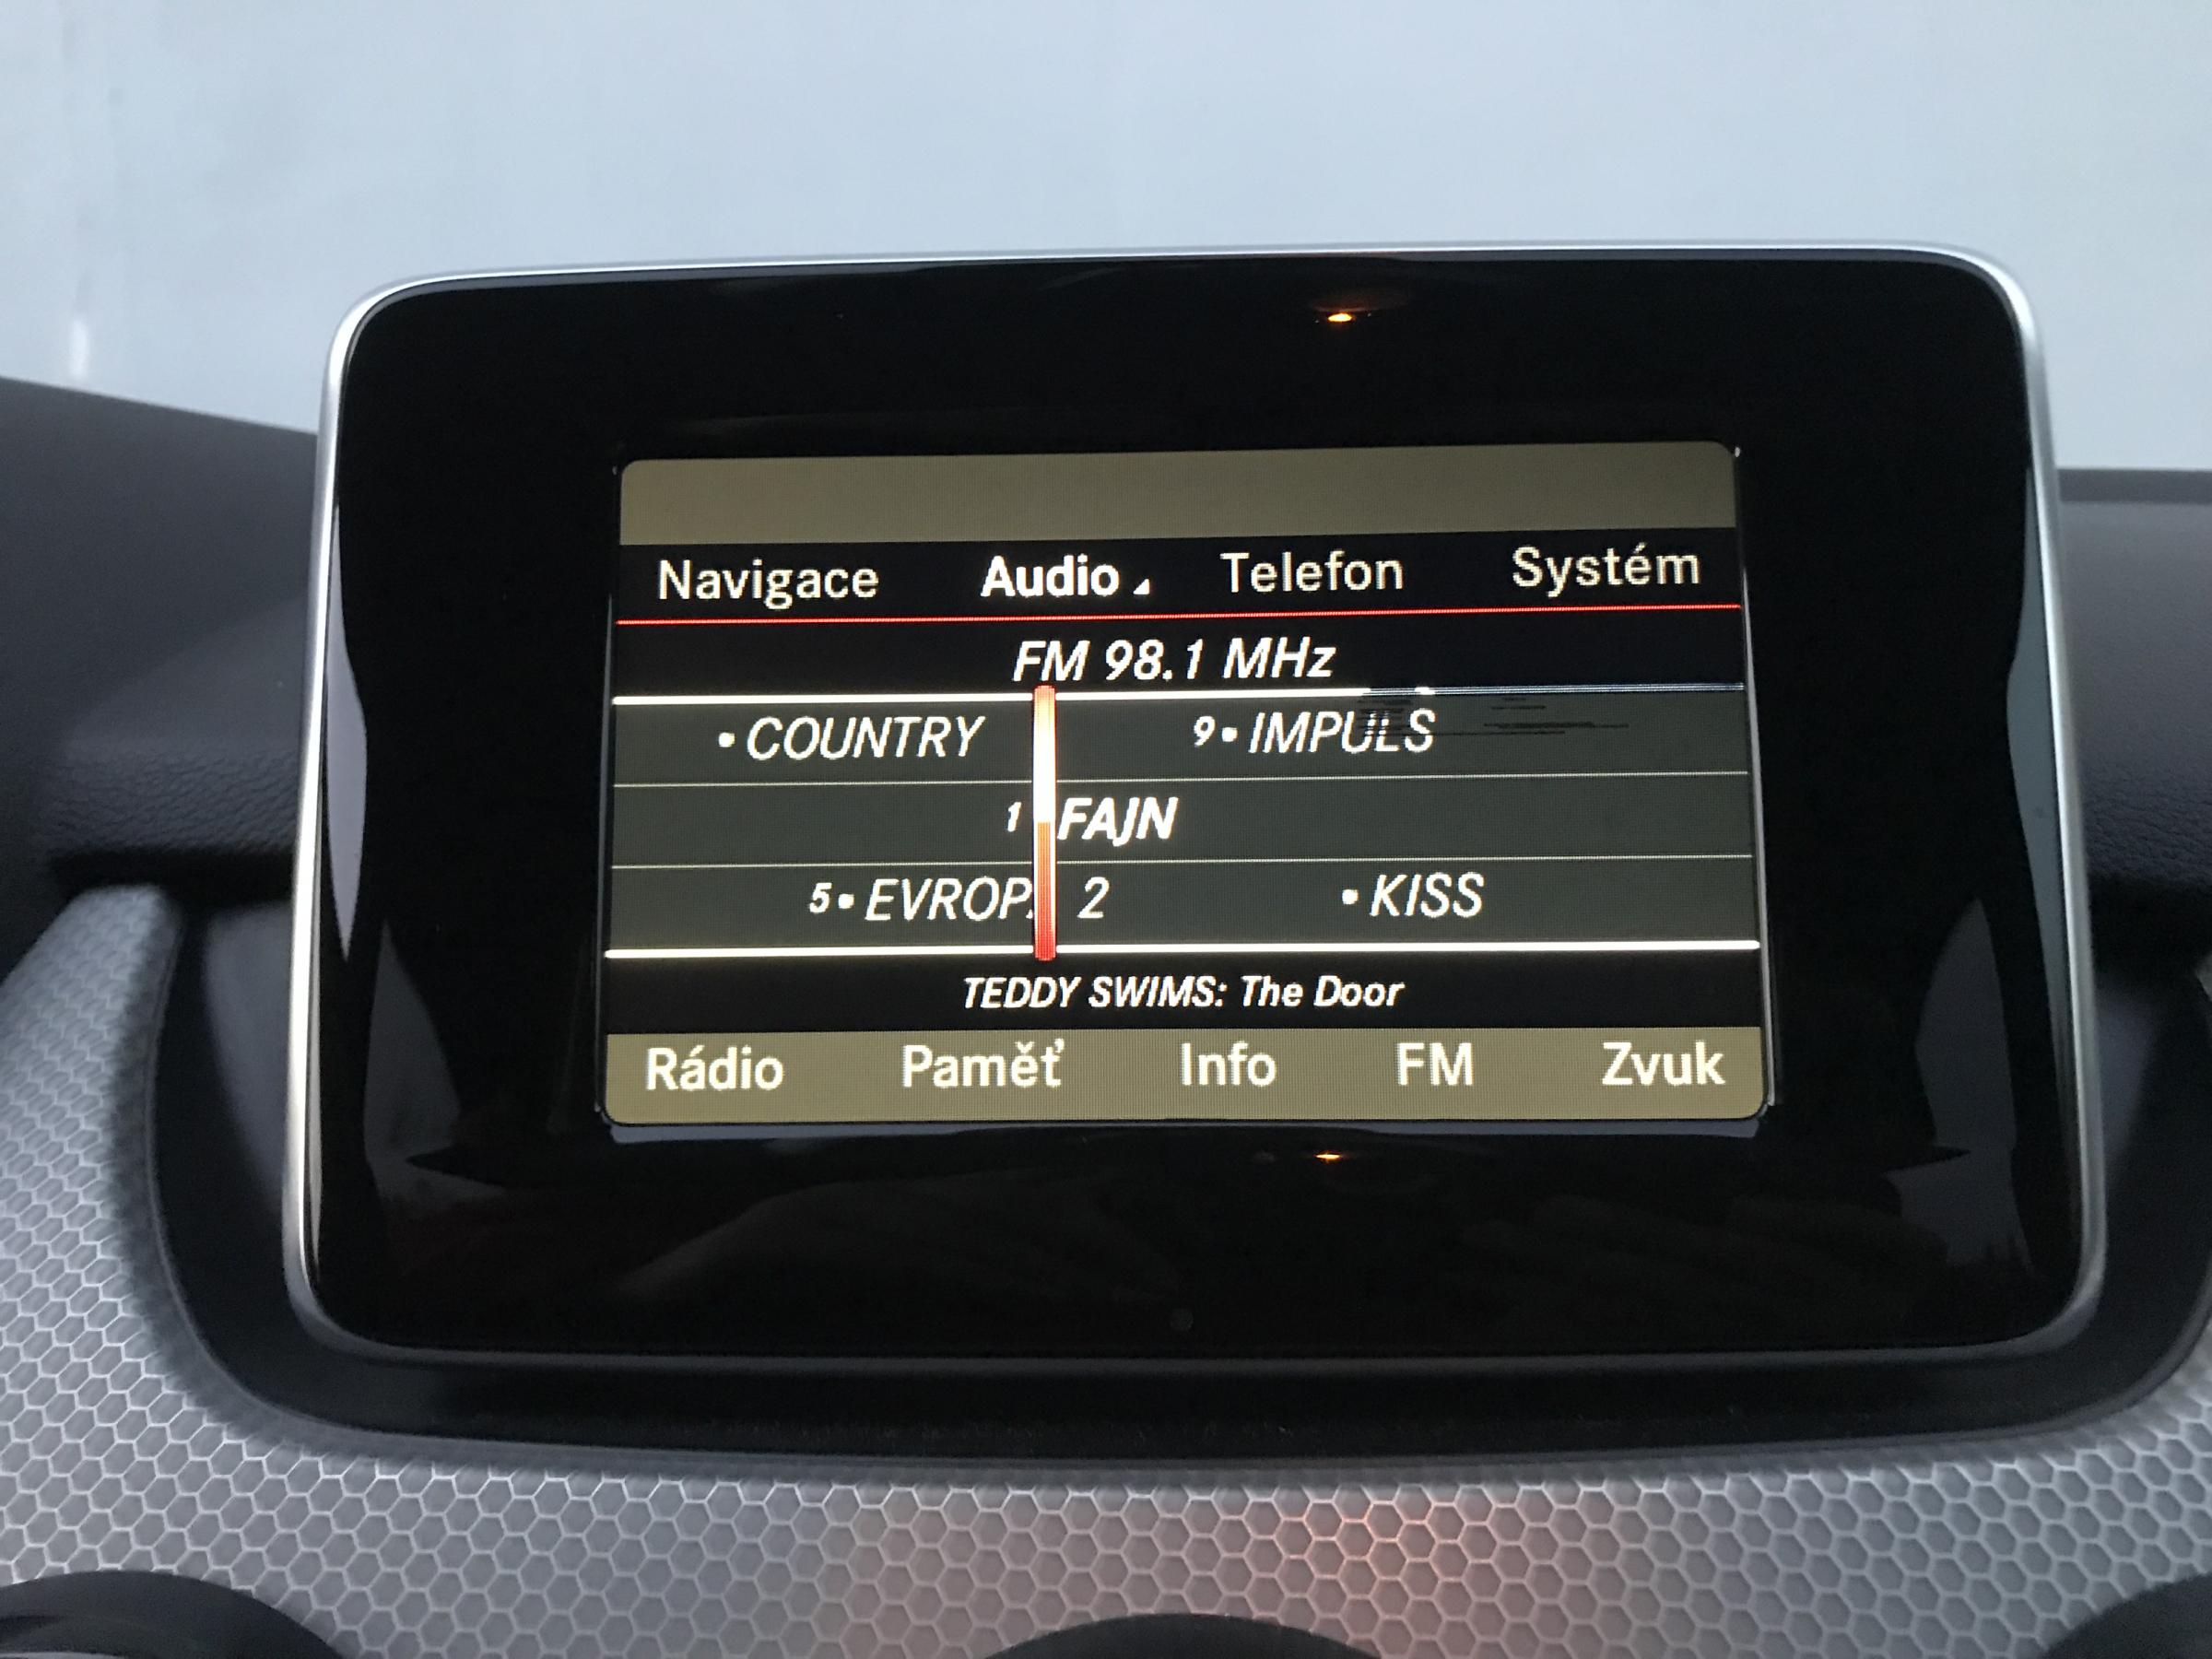 Navigace Audio Telefon Systém
FM 98.1 MHz
•COUNTRY 9•IMPULS
1 FAJN
5•EVROP. 2 •KISS
TEDDY SWIMS: The Door
Rádio Paměť Info FM Zvuk